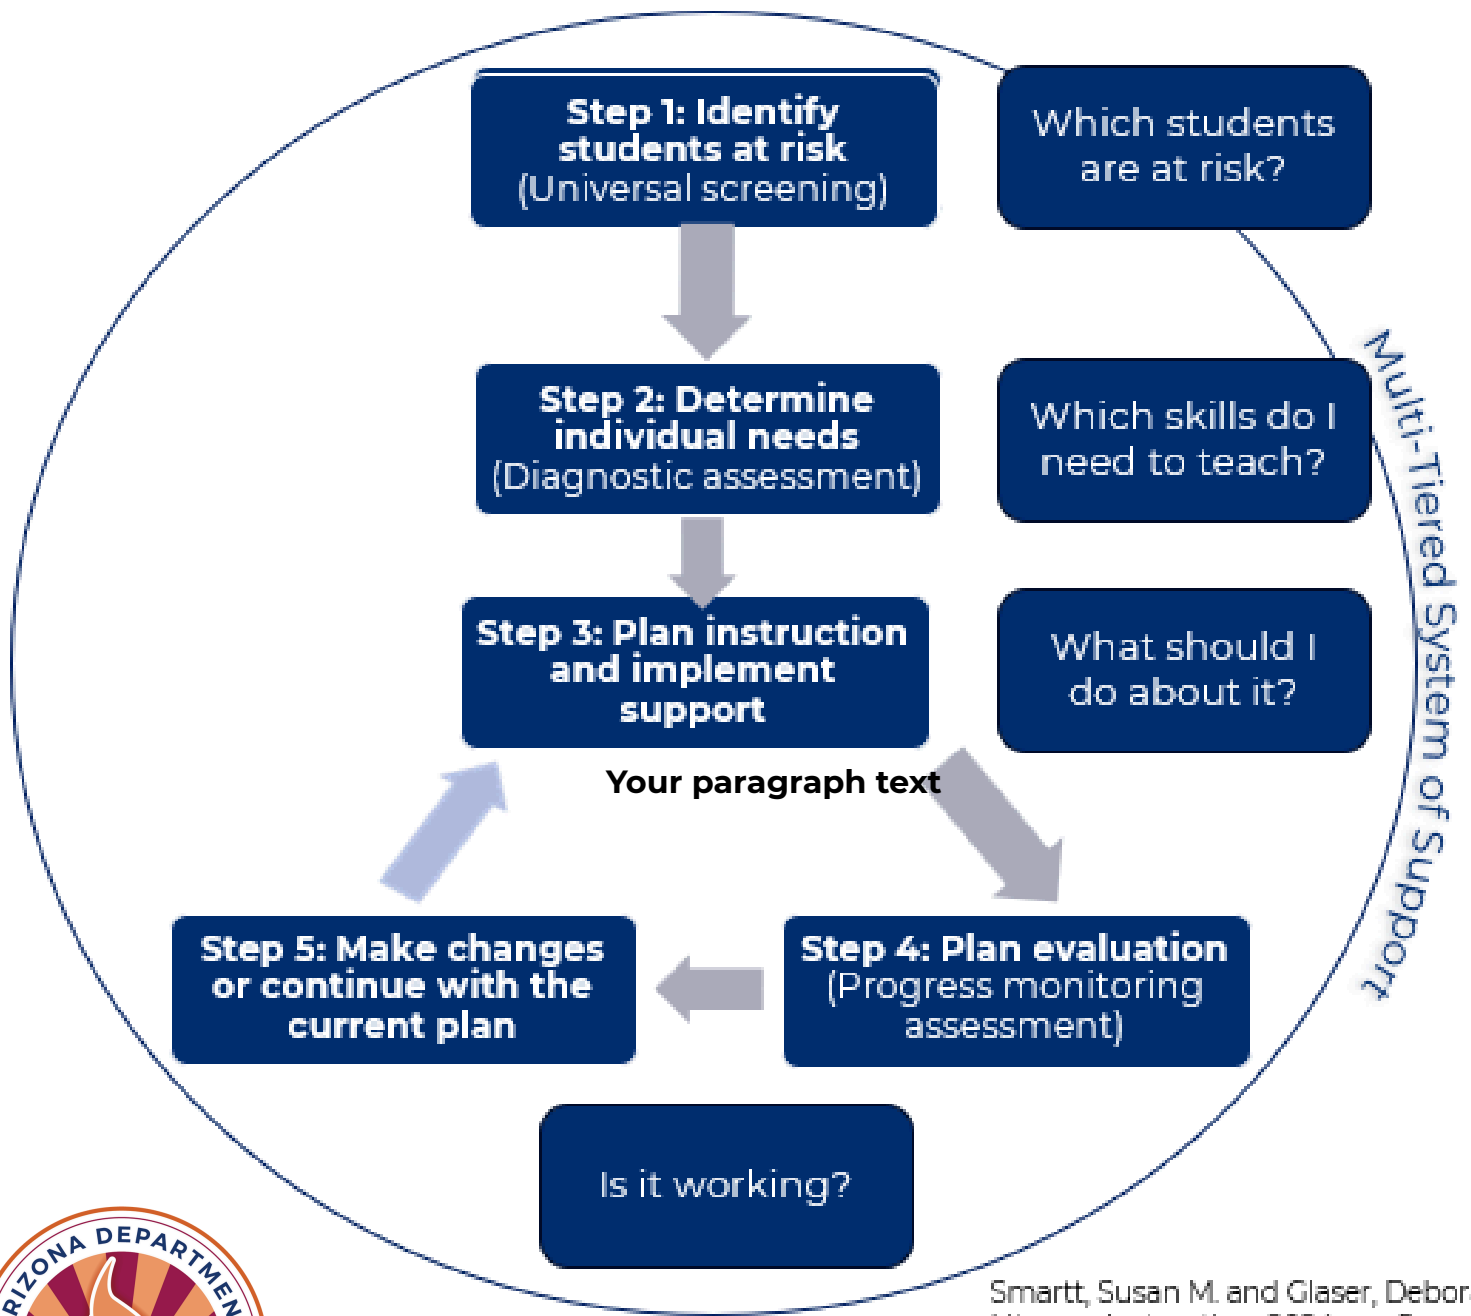 Step 1: Identify
students at risk
(Universal screening)
Which students
are at risk?
Step 2: Determine
individual needs
(Diagnostic assessment)
Which skills do I
need to teach?
Step 3: Plan instruction
and implement
support
What should I
do about it?
Multi-Tiered System of Support
Your paragraph text
Step 5: Make changes
or continue with the
current plan
Step 4: Plan evaluation
(Progress monitoring
assessment)
Is it working?
RIZONA DEPARTMEN
Smartt, Susan M. and Glaser, Debor